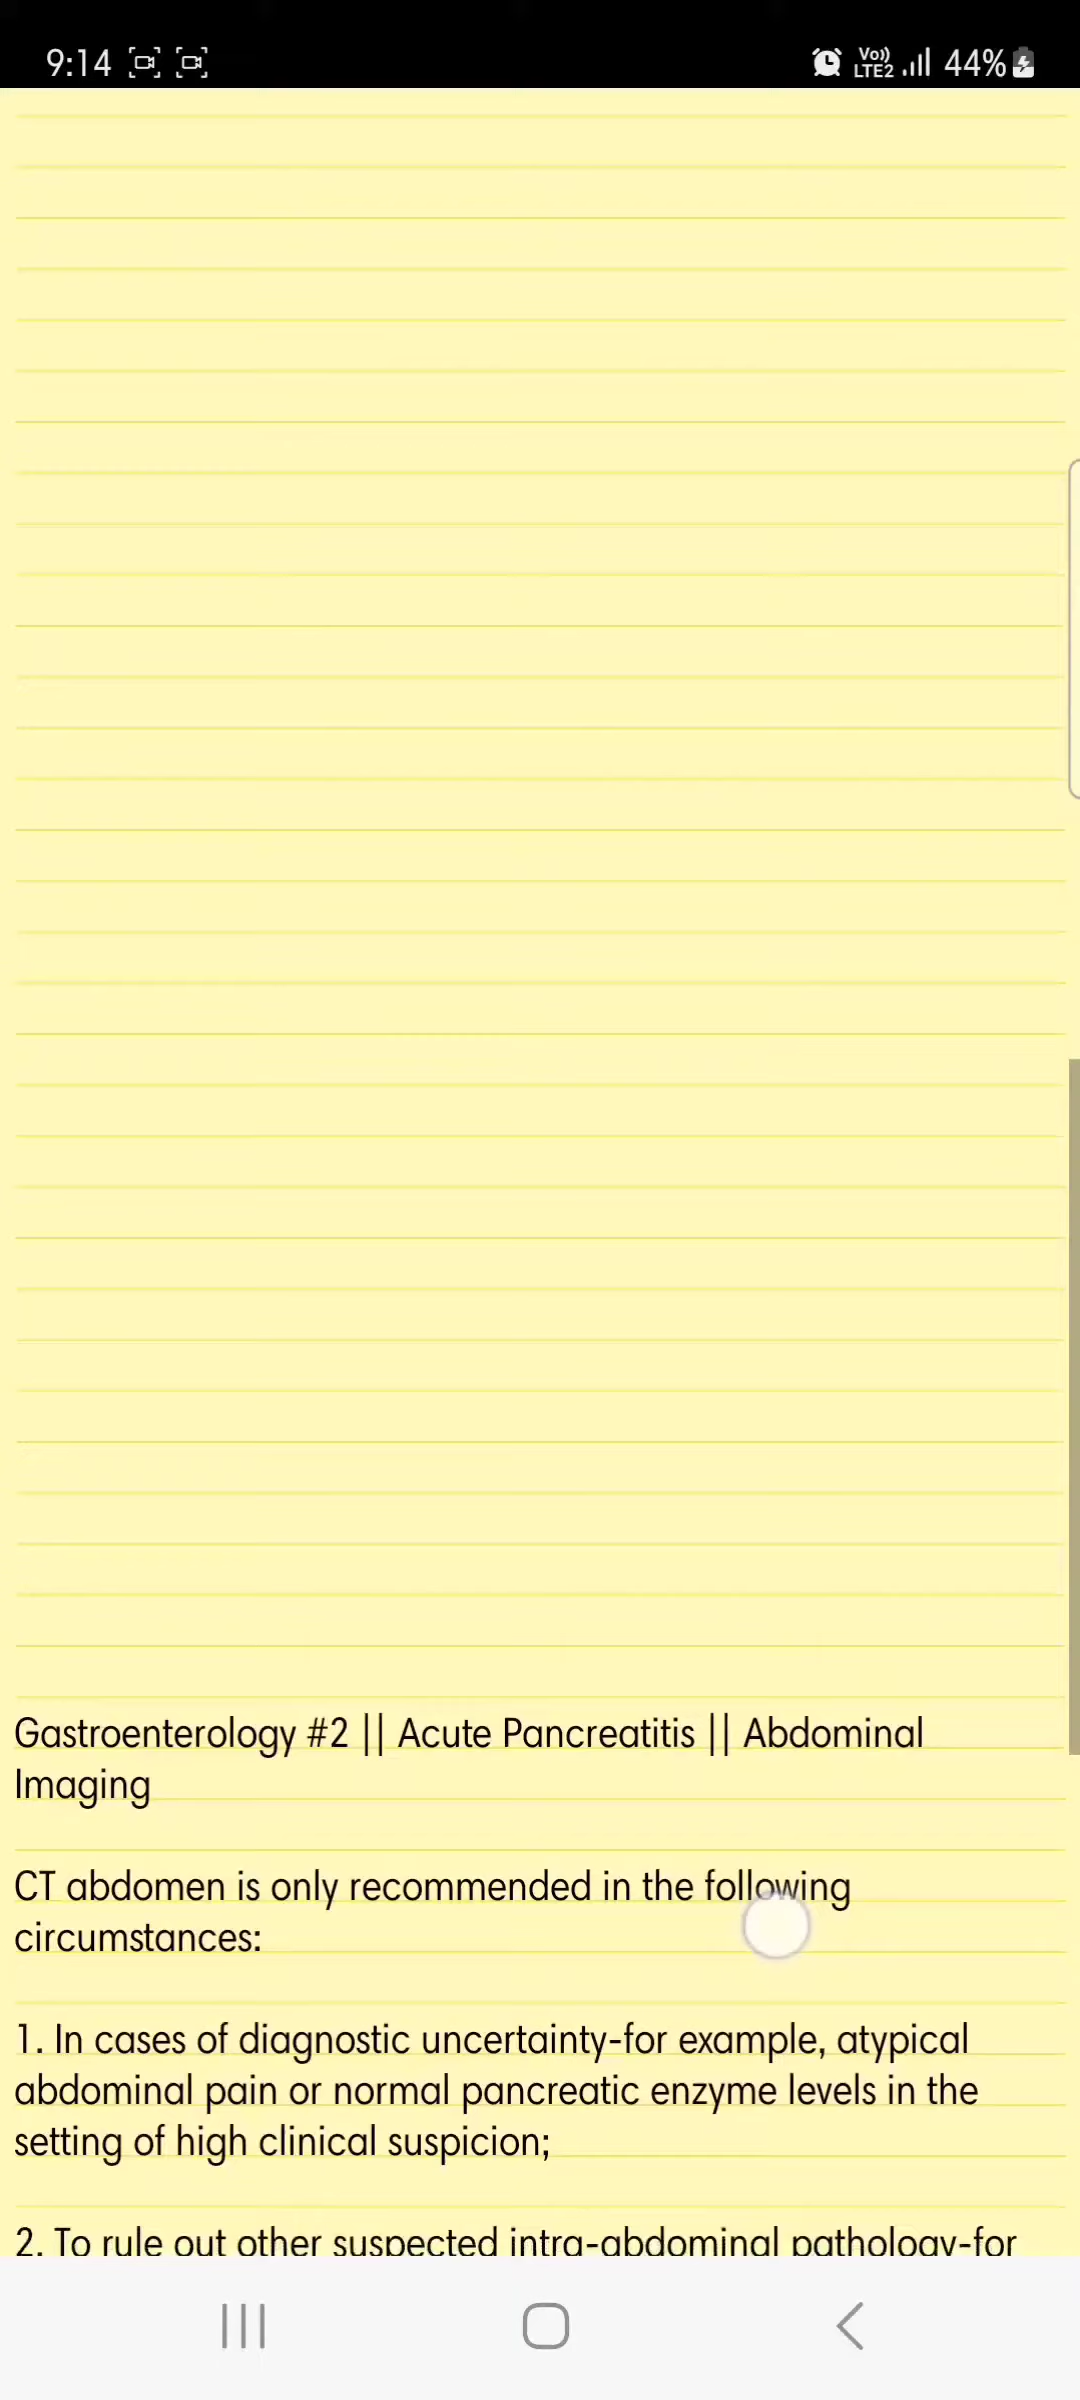 9:14
Vo)) LTE2 44%
Gastroenterology #2 || Acute Pancreatitis || Abdominal
Imaging
CT abdomen is only recommended in the following
circumstances:
1. In cases of diagnostic uncertainty-for example, atypical
abdominal pain or normal pancreatic enzyme levels in the
setting of high clinical suspicion;
2. To rule out other suspected intra-abdominal pathology-for